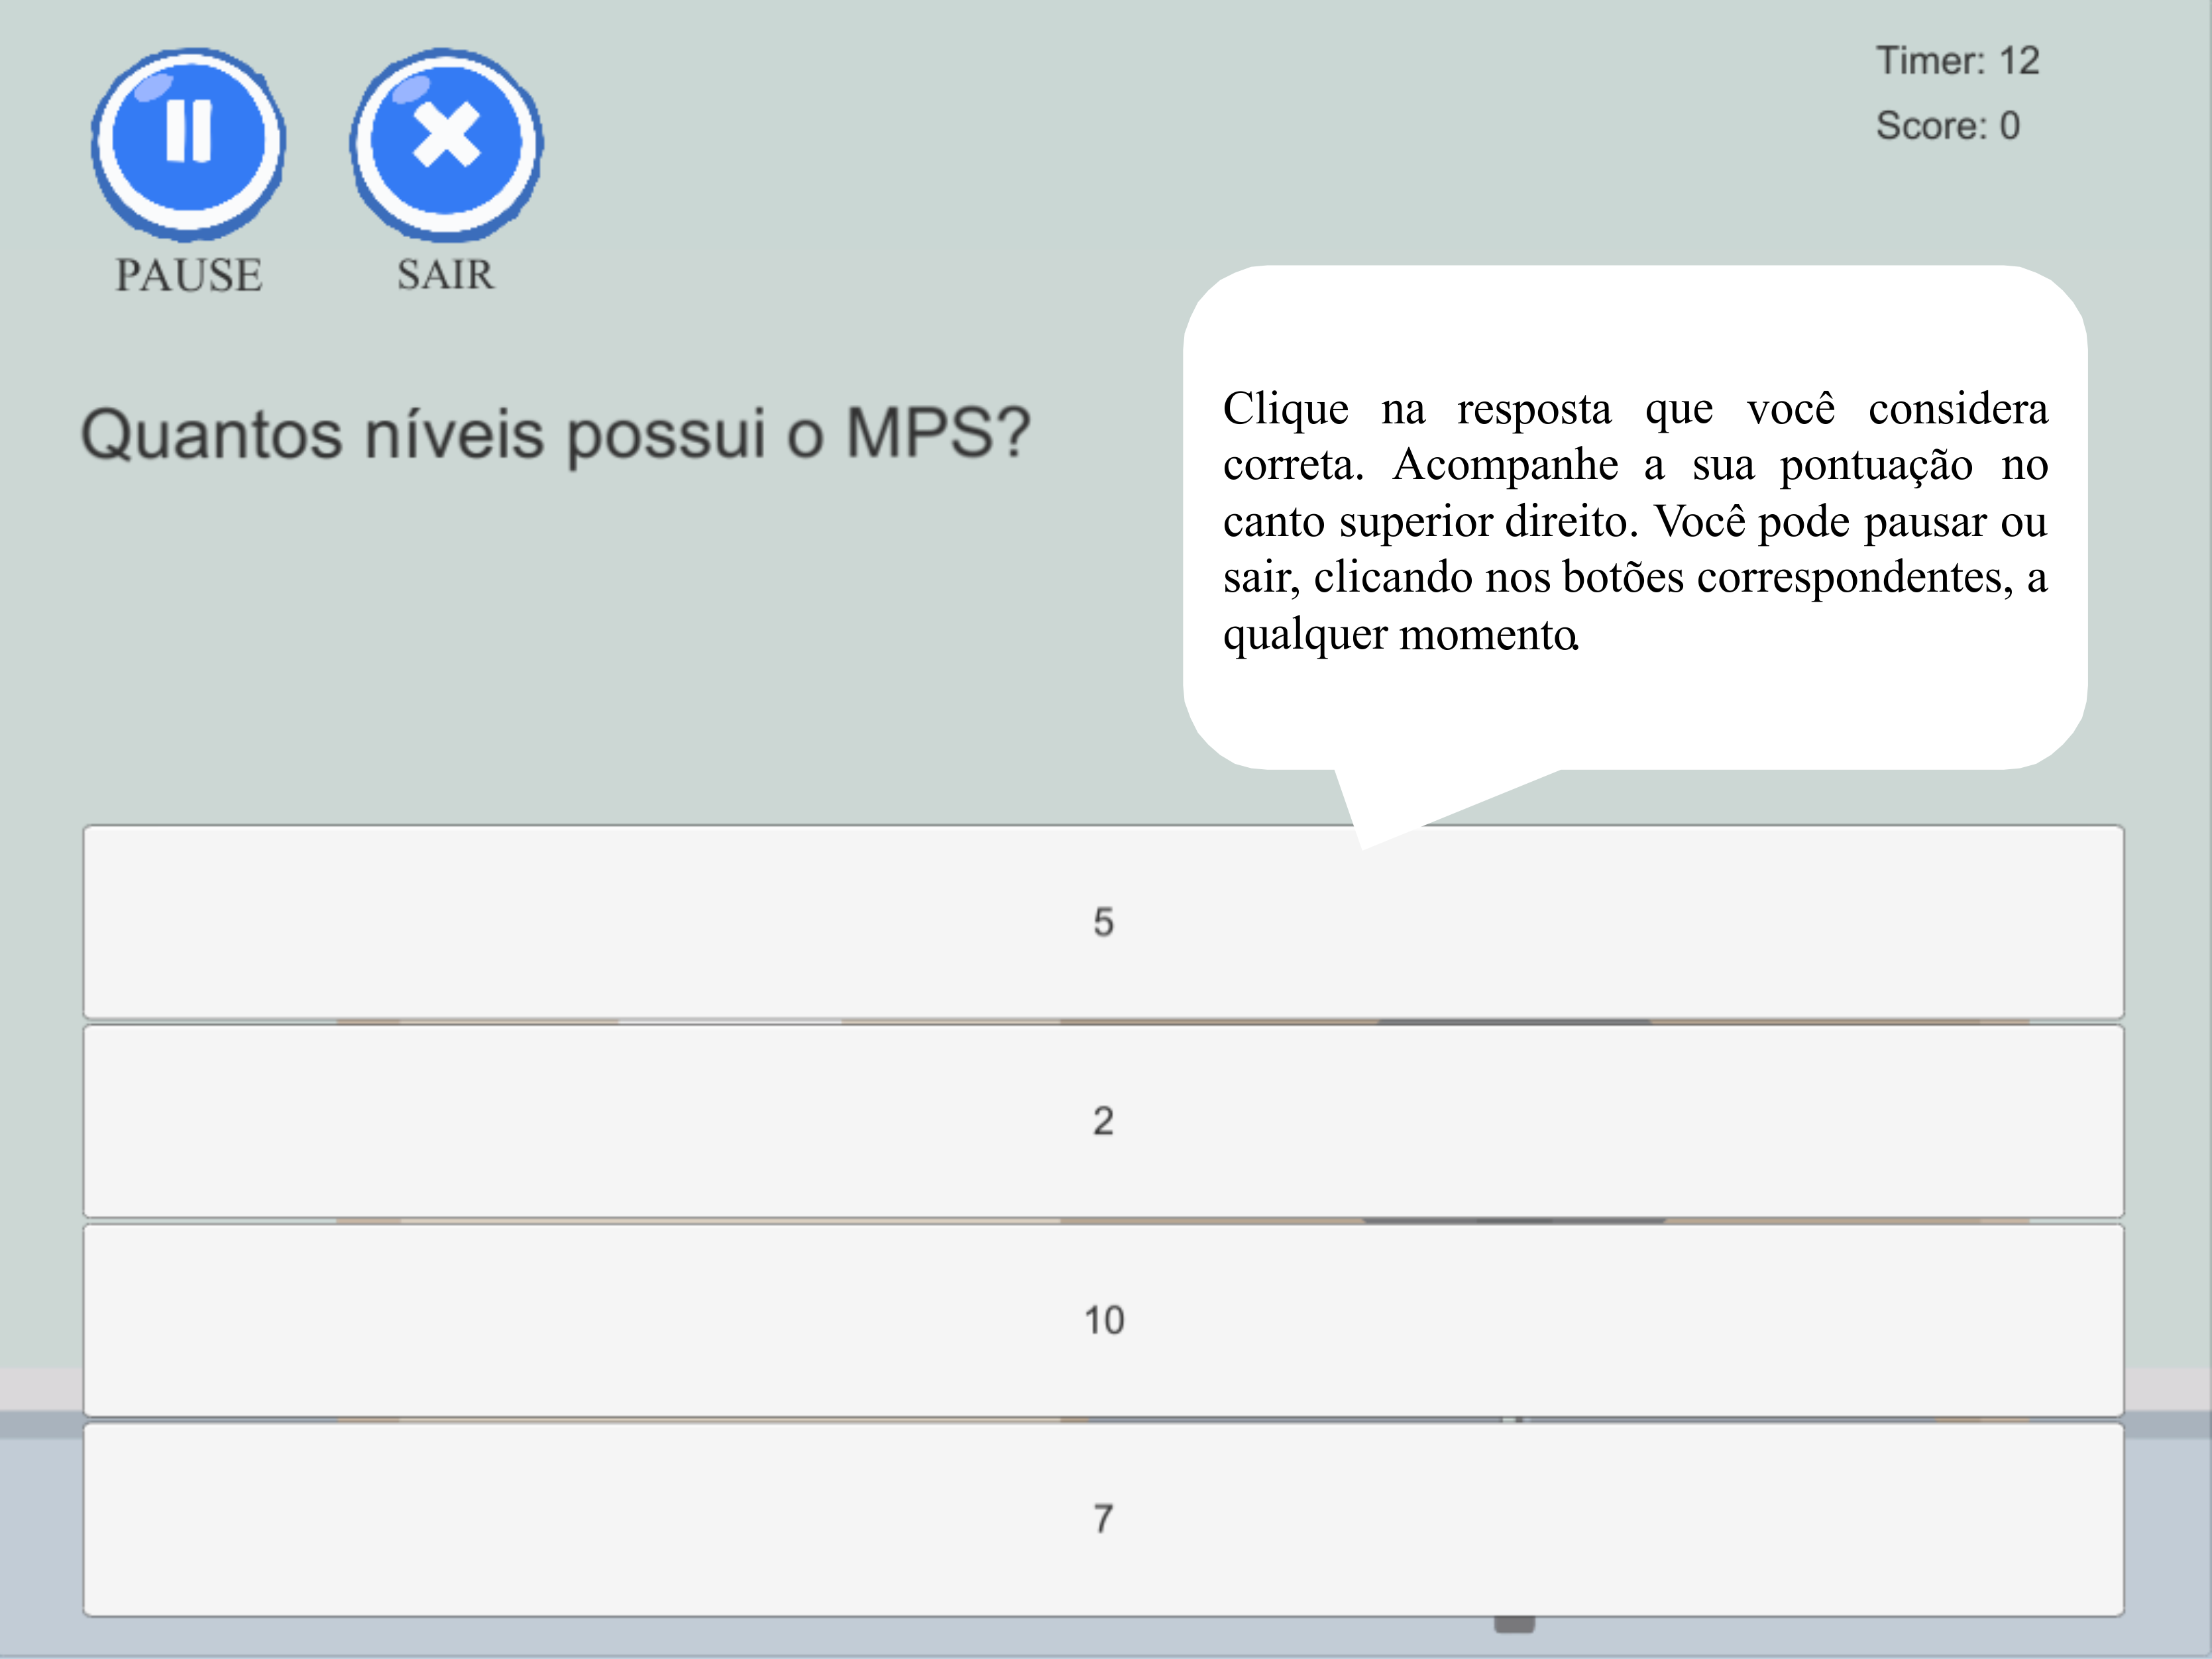 Timer: 12
Score: 0
PAUSE
SAIR
Quantos níveis possui o MPS?
Clique na resposta que você considera
correta. Acompanhe a sua pontuação no
canto superior direito. Você pode pausar ou
sair, clicando nos botões correspondentes, a
qualquer momento.
5
2
10
7